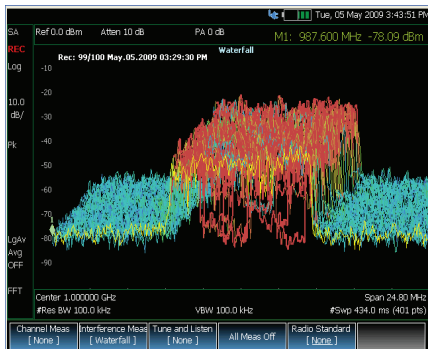 Tue, 05 May 2009 3:43:51 PM
SA Ref 0.0 dBm Atten 10 dB PA 0 dB M1: 987.600 MHz -78.09 dBm
REC Waterfall
Rec: 99/100 May.05.2009 03:29:30 PM
Log
-10
-20
10.0
dB/
-30
Pk
-40
-50
-60
-70
1
LgAv
-80
Avg
OFF
-90
FFT
Center 1.000000 GHz Span 24.80 MHz
#Res BW 100.0 kHz VBW 100.0 kHz #Swp 434.0 ms (401 pts)
Channel Meas Interference Meas Tune and Listen All Meas Off Radio Standard
[ None ] [ Waterfall ] [ None ] [ None ]